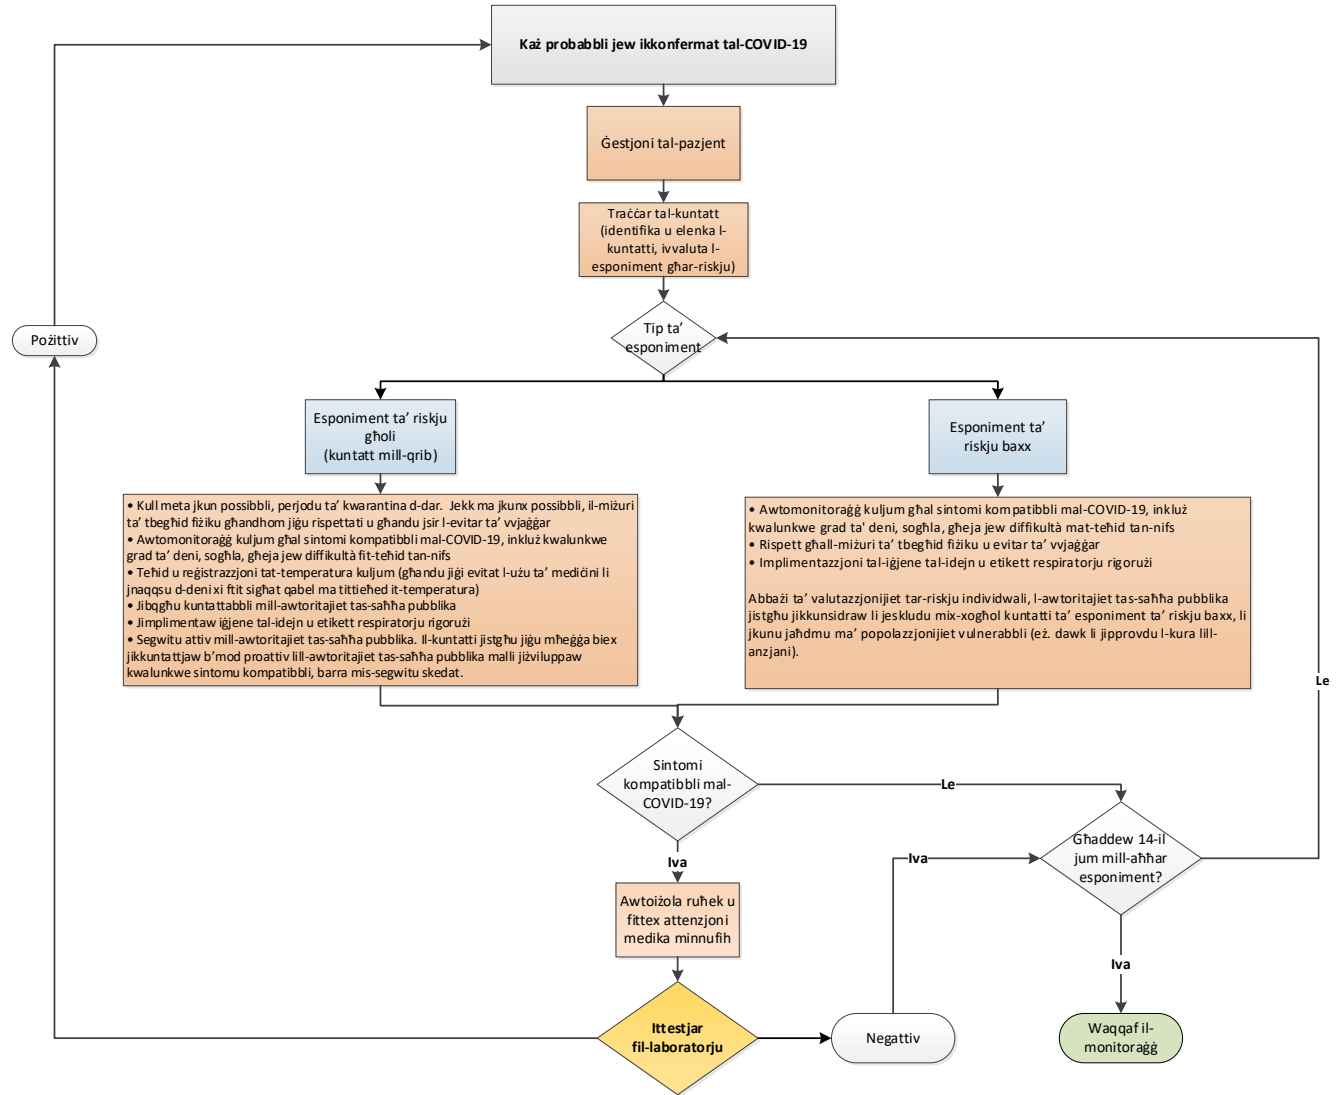 Każ probabbli jew ikkonfermat tal-COVID-19
Ġestjoni tal-pazjent
Traċċar tal-kuntatt
(identifika u elenka l-
kuntatti, ivvaluta l-
esponiment għar-riskju)
Tip ta’
esponiment
Pożittiv
Esponiment ta’ riskju
għoli
(kuntatt mill-qrib)
Esponiment ta’
riskju baxx
• Kull meta jkun possibbli, perjodu ta’ kwarantina d-dar.  Jekk ma jkunx possibbli, il-miżuri
ta’ tbegħid fiżiku għandhom jiġu rispettati u għandu jsir l-evitar ta’ vvjaġġar
• Awtomonitoraġġ kuljum għal sintomi kompatibbli mal-COVID-19, inkluż kwalunkwe
grad ta’ deni, sogħla, għeja jew diffikultà fit-teħid tan-nifs
• Teħid u reġistrazzjoni tat-temperatura kuljum (għandu jiġi evitat l-użu ta’ mediċini li
jnaqqsu d-deni xi ftit sigħat qabel ma tittieħed it-temperatura)
• Jibqgħu kuntattabbli mill-awtoritajiet tas-saħħa pubblika
• Jimplimentaw iġjene tal-idejn u etikett respiratorju rigorużi
• Segwitu attiv mill-awtoritajiet tas-saħħa pubblika. Il-kuntatti jistgħu jiġu mħeġġa biex
jikkuntattjaw b’mod proattiv lill-awtoritajiet tas-saħħa pubblika malli jiżviluppaw
kwalunkwe sintomu kompatibbli, barra mis-segwitu skedat.
• Awtomonitoraġġ kuljum għal sintomi kompatibbli mal-COVID-19, inkluż
kwalunkwe grad ta' deni, sogħla, għeja jew diffikultà mat-teħid tan-nifs
• Rispett għall-miżuri ta’ tbegħid fiżiku u evitar ta’ vvjaġġar
• Implimentazzjoni tal-iġjene tal-idejn u etikett respiratorju rigorużi
Abbażi ta’ valutazzjonijiet tar-riskju individwali, l-awtoritajiet tas-saħħa pubblika
jistgħu jikkunsidraw li jeskludu mix-xogħol kuntatti ta’ esponiment ta’ riskju baxx, li
jkunu jaħdmu ma’ popolazzjonijiet vulnerabbli (eż. dawk li jipprovdu l-kura lill-
anzjani).
Le
Sintomi
kompatibbli mal-
COVID-19?
Le
Għaddew 14-il
jum mill-aħħar
esponiment?
Iva
Iva
Awtoiżola ruħek u
fittex attenzjoni
medika minnufih
Iva
Ittestjar
fil-laboratorju
Negattiv
Waqqaf il-
monitoraġġ